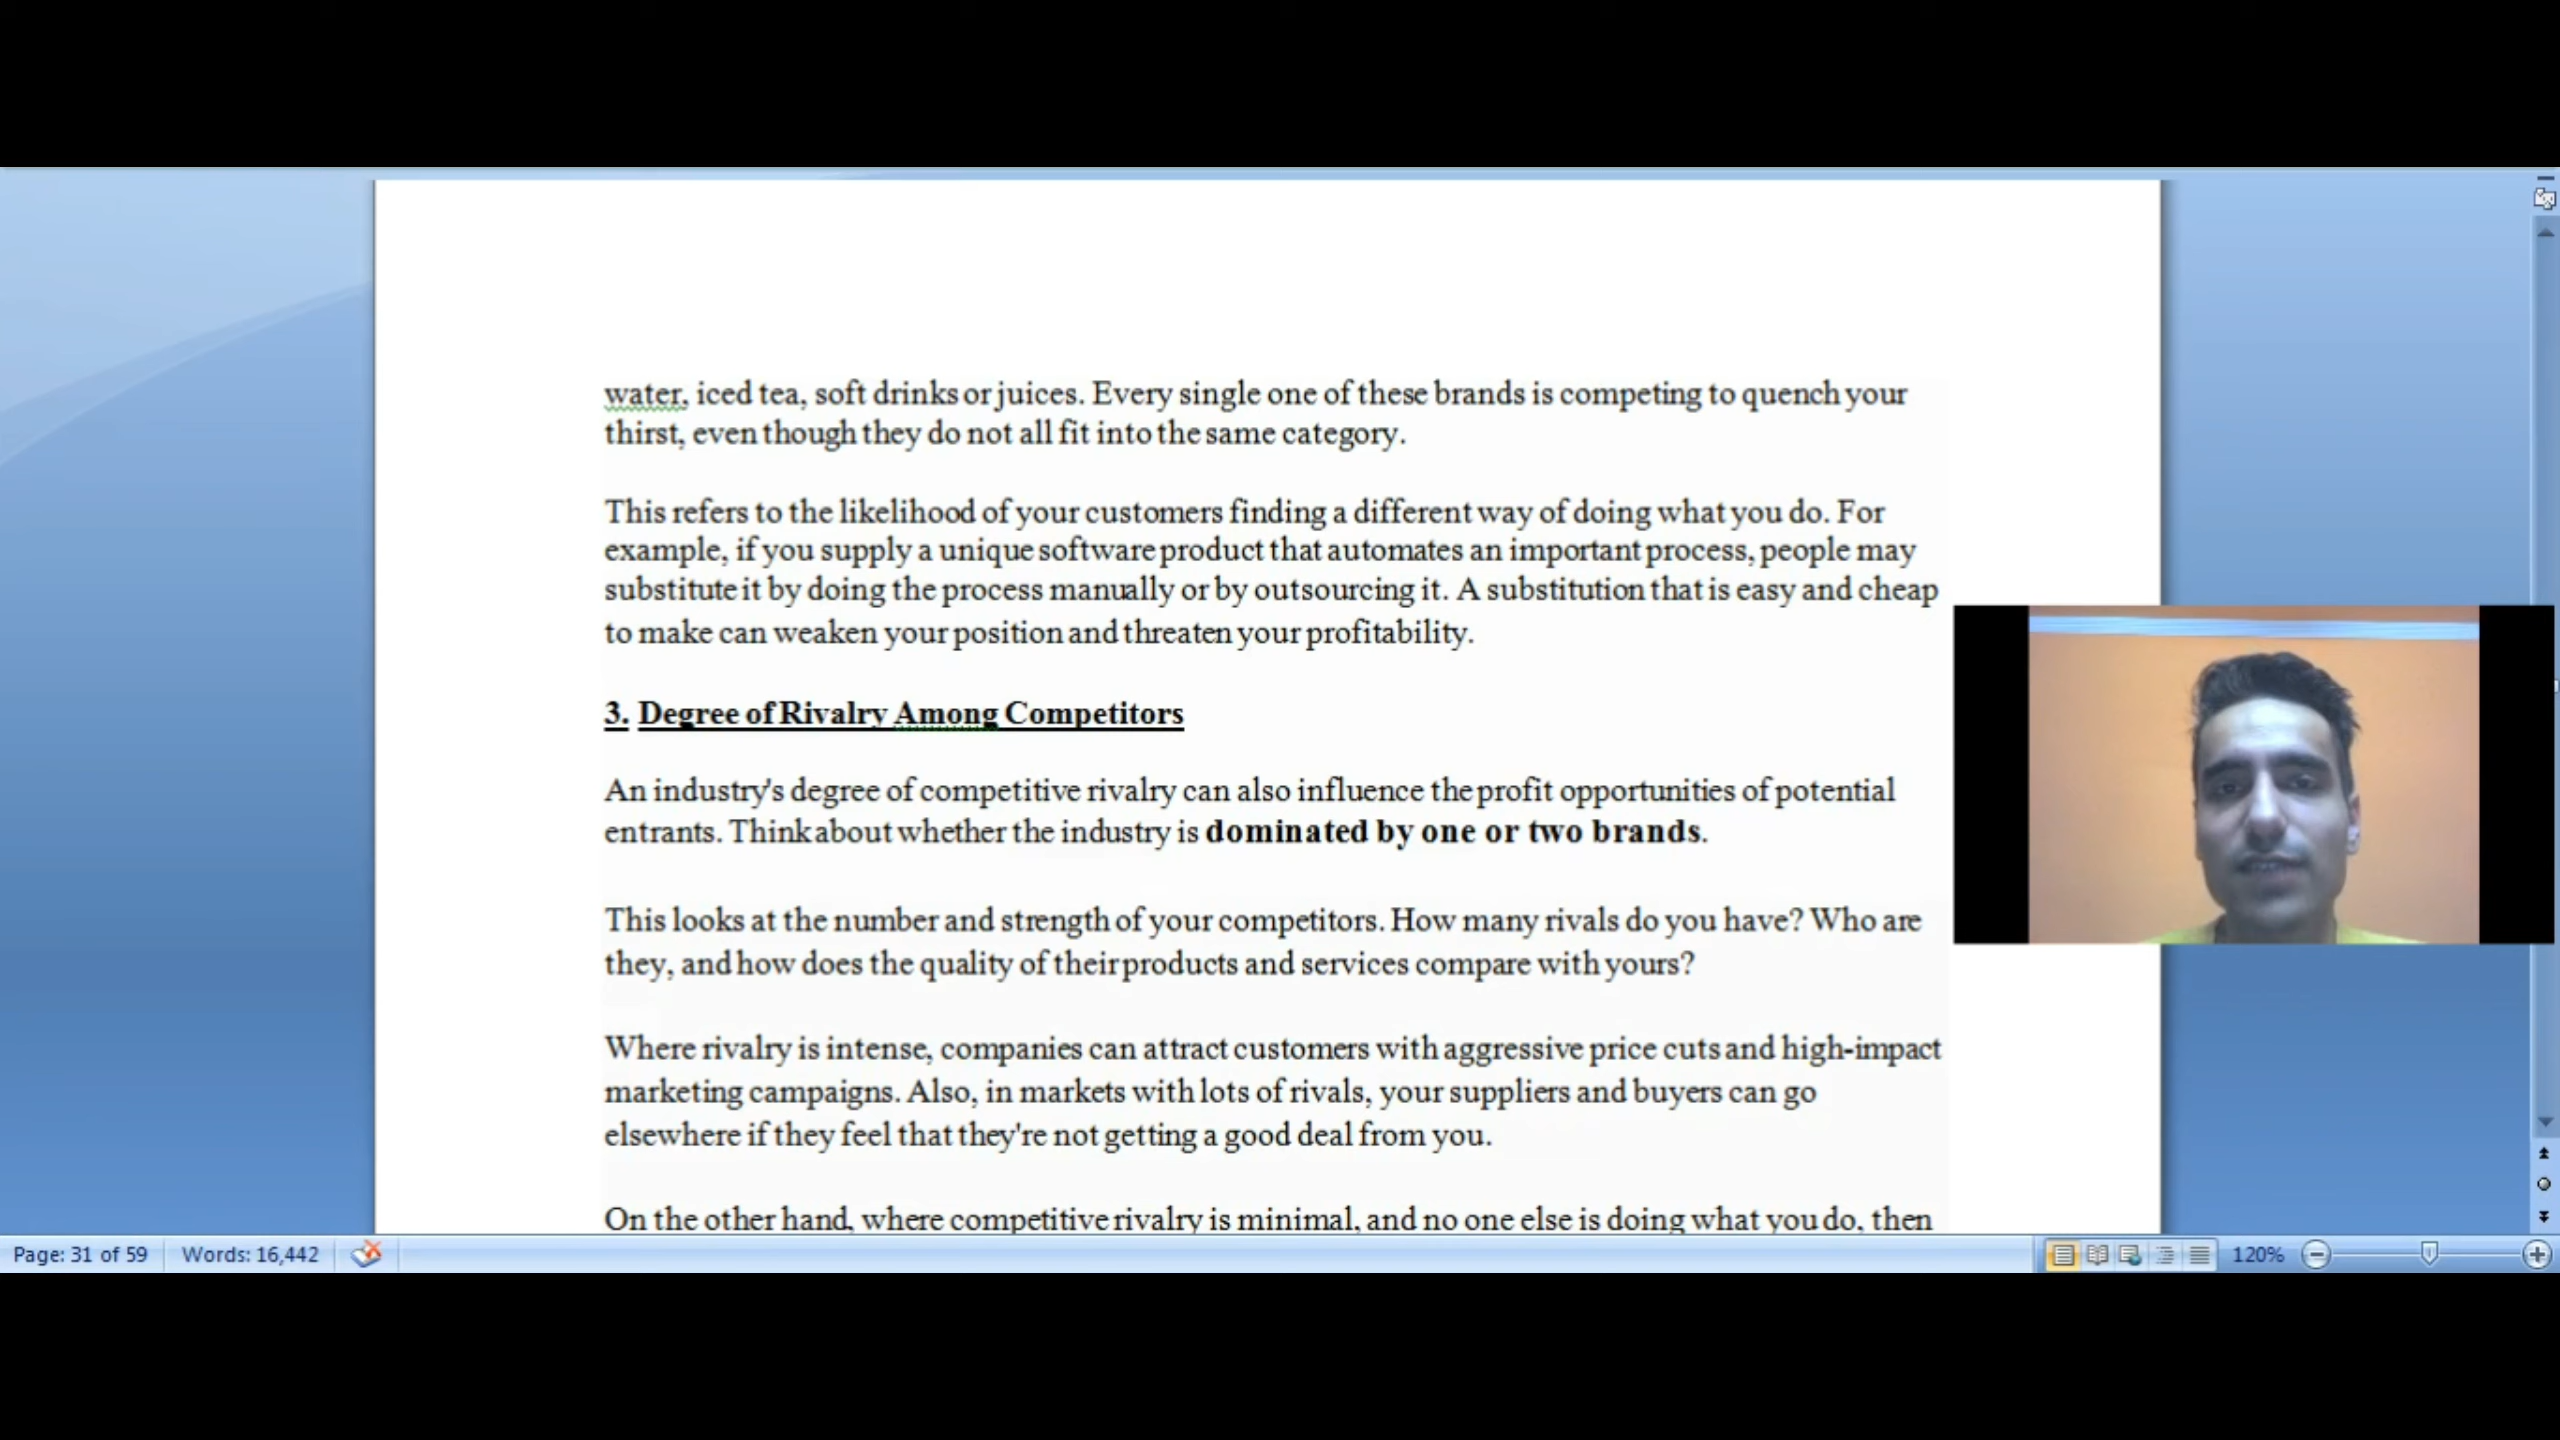 water, iced tea, soft drinks or juices. Every single one of these brands is competing to quench your
thirst, even though they do not all fit into the same category.
This refers to the likelihood of your customers finding a different way of doing what you do. For
example, if you supply a unique software product that automates an important process, people may
substitute it by doing the process manually or by outsourcing it. A substitution that is easy and cheap
to make can weaken your position and threaten your profitability.
3. Degree of Rivalry Among Competitors
An industry's degree of competitive rivalry can also influence the profit opportunities of potential
entrants. Think about whether the industry is dominated by one or two brands.
This looks at the number and strength of your competitors. How many rivals do you have? Who are
they, and how does the quality of their products and services compare with yours?
Where rivalry is intense, companies can attract customers with aggressive price cuts and high-impact
marketing campaigns. Also, in markets with lots of rivals, your suppliers and buyers can go
elsewhere if they feel that they're not getting a good deal from you.
On the other hand, where competitive rivalry is minimal, and no one else is doing what you do, then
Page: 31 of 59 Words: 16,442 120%